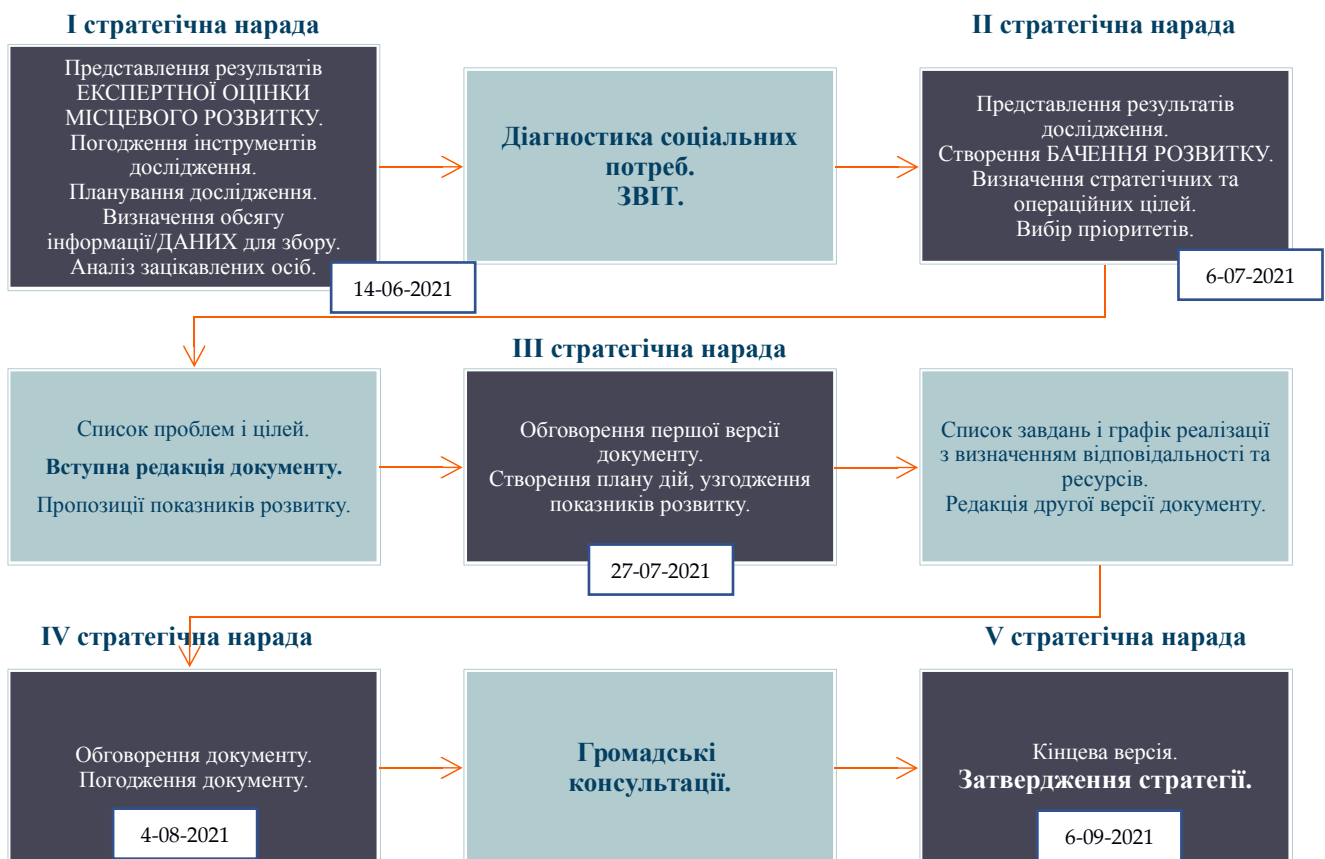 І стратегічна нарада
Представлення результатів
ЕКСПЕРТНОЇ ОЦІНКИ
МІСЦЕВОГО РОЗВИТКУ.
Погодження інструментів
дослідження.
Планування дослідження.
Визначення обсягу
інформації/ДАНИХ для збору.
Аналіз зацікавлених осіб.
14-06-2021
Діагностика соціальних
потреб.
ЗВІТ.
ІІ стратегічна нарада
Представлення результатів
дослідження.
Створення БАЧЕННЯ РОЗВИТКУ.
Визначення стратегічних та
операційних цілей.
Вибір пріоритетів.
6-07-2021
Список проблем і цілей.
Вступна редакція документу.
Пропозиції показників розвитку.
ІІІ стратегічна нарада
Обговорення першої версії
документу.
Створення плану дій, узгодження
показників розвитку.
27-07-2021
Список завдань і графік реалізації
з визначенням відповідальності та
ресурсів.
Редакція другої версії документу.
IV стратегічна нарада
Обговорення документу.
Погодження документу.
4-08-2021
Громадські
консультації.
V стратегічна нарада
Кінцева версія.
Затвердження стратегії.
6-09-2021